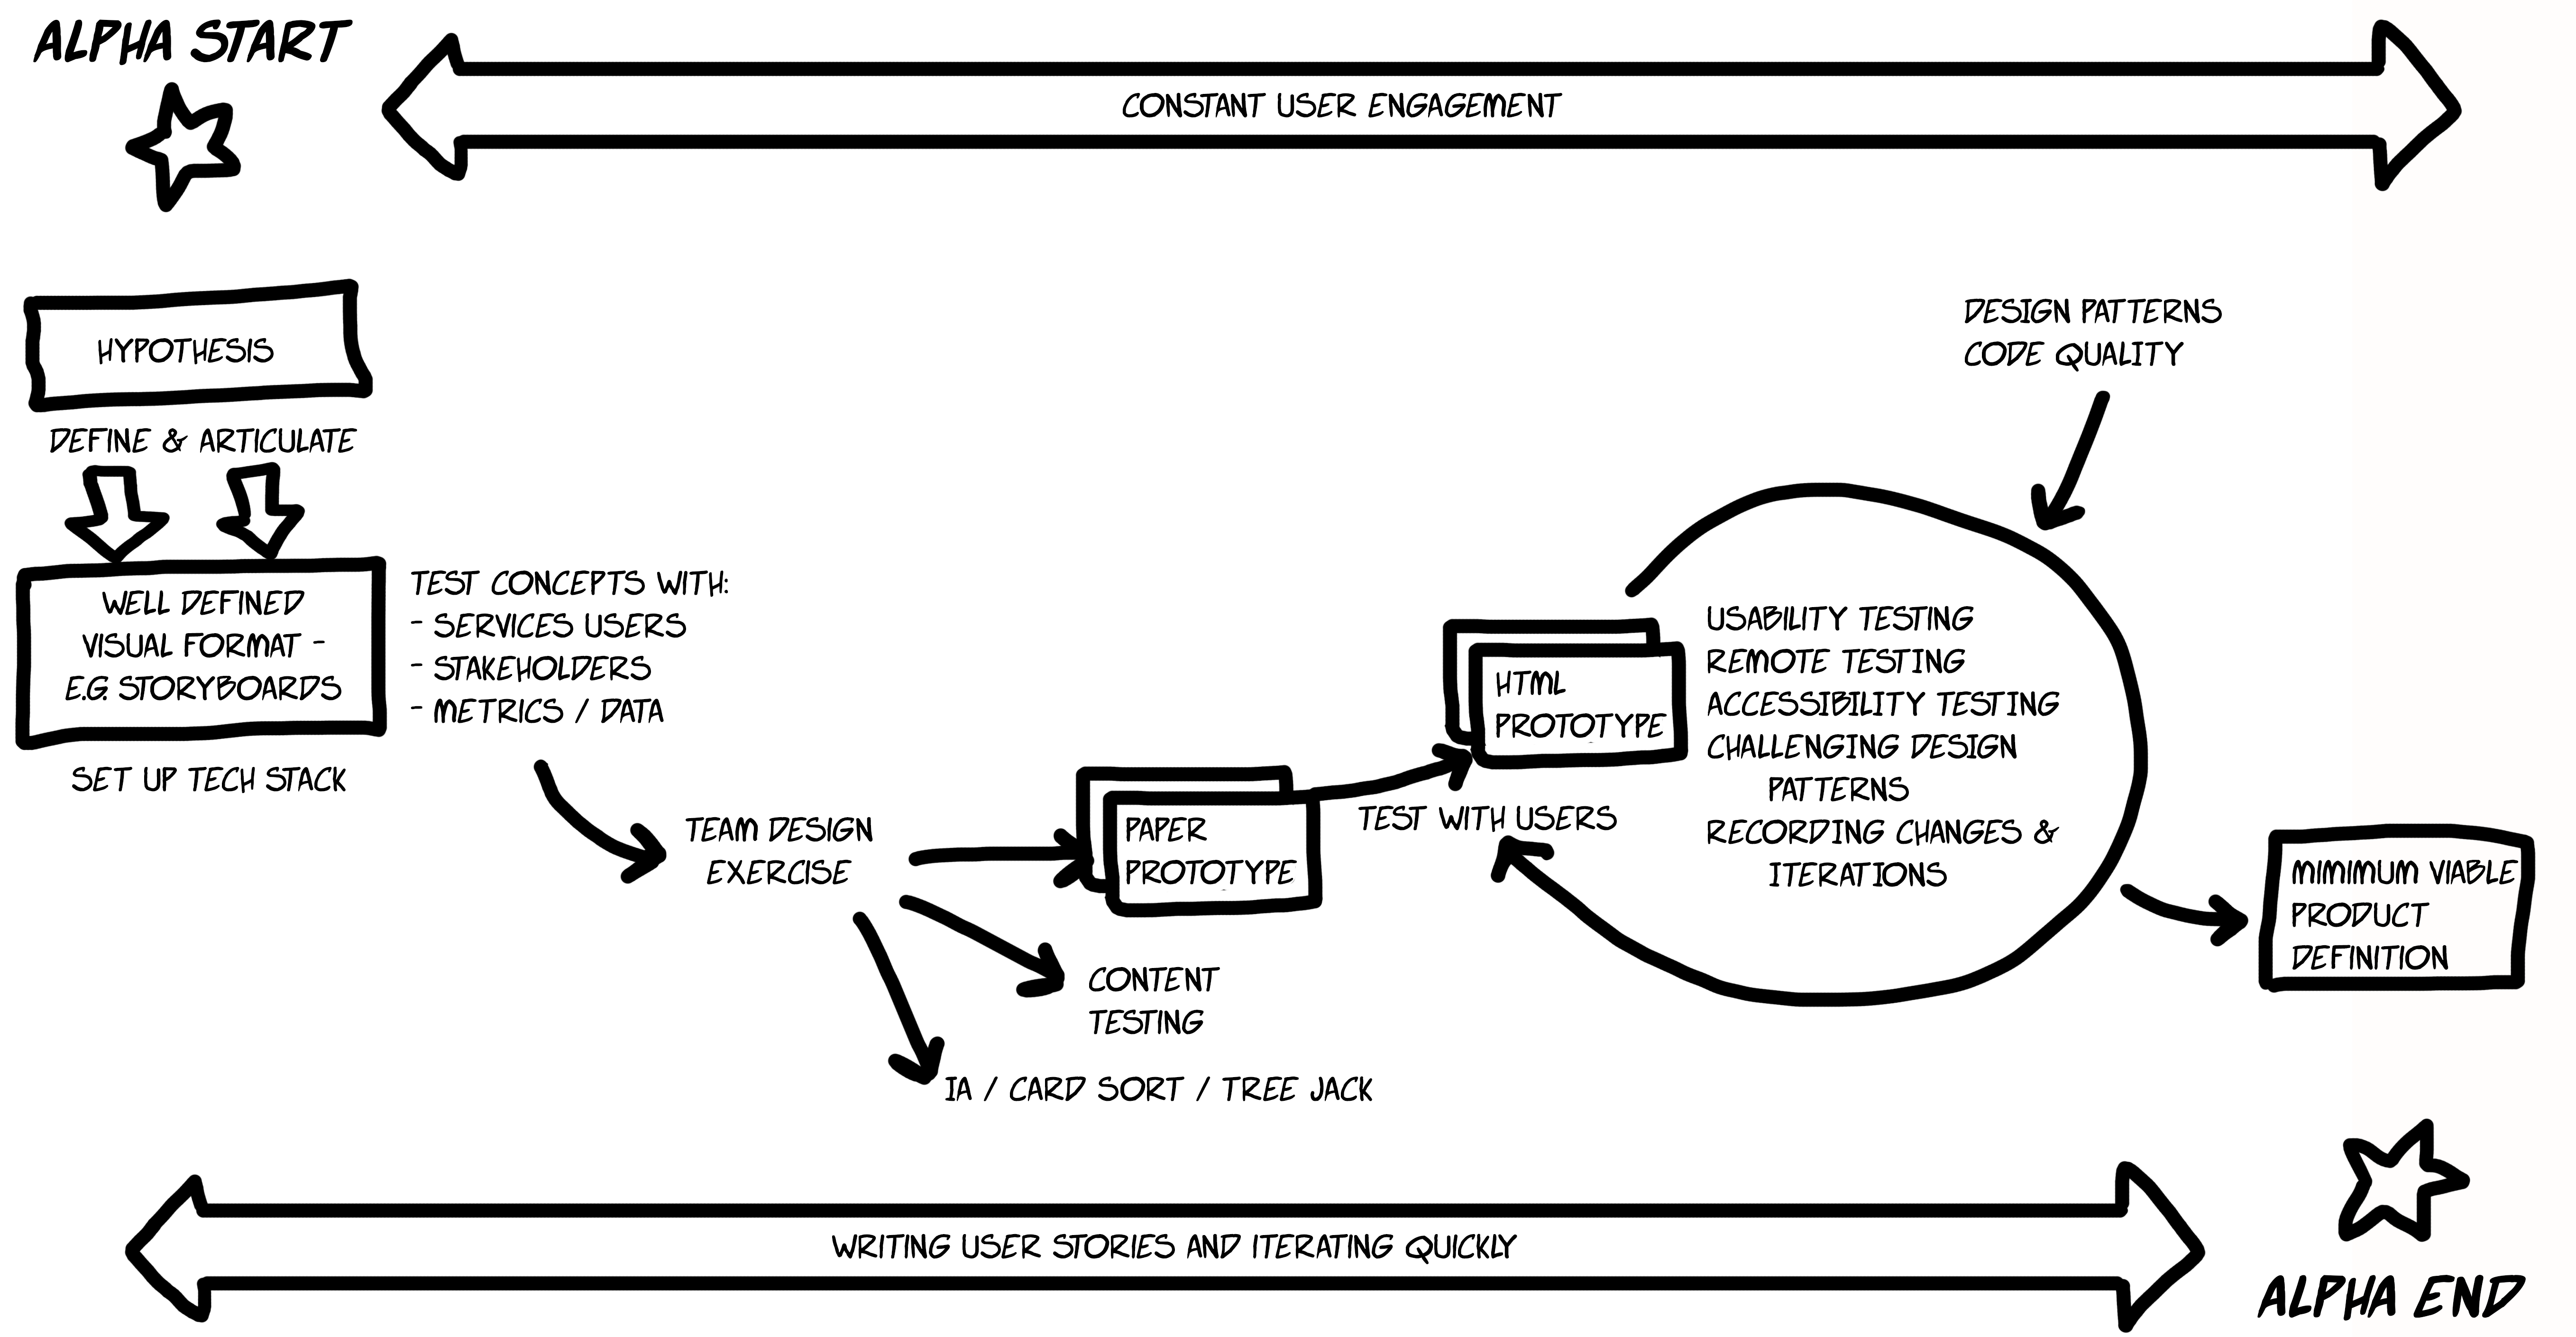 ALPHA START
CONSTANT USER ENGAGEMENT
HYPOTHESIS
DEFINE & ARTICULATE
WELL DEFINED
VISUAL FORMAT -
E.G. STORYBOARDS
SET UP TECH STACK
TEST CONCEPTS WITH:
- SERVICES USERS
- STAKEHOLDERS
- METRICS / DATA
TEAM DESIGN
EXERCISE
PAPER
PROTOTYPE
CONTENT
TESTING
IA / CARD SORT / TREE JACK
TEST WITH USERS
HTML
PROTOTYPE
DESIGN PATTERNS
CODE QUALITY
USABILITY TESTING
REMOTE TESTING
ACCESSIBILITY TESTING
CHALLENGING DESIGN
PATTERNS
RECORDING CHANGES &
ITERATIONS
MINIMUM VIABLE
PRODUCT
DEFINITION
WRITING USER STORIES AND ITERATING QUICKLY
ALPHA END